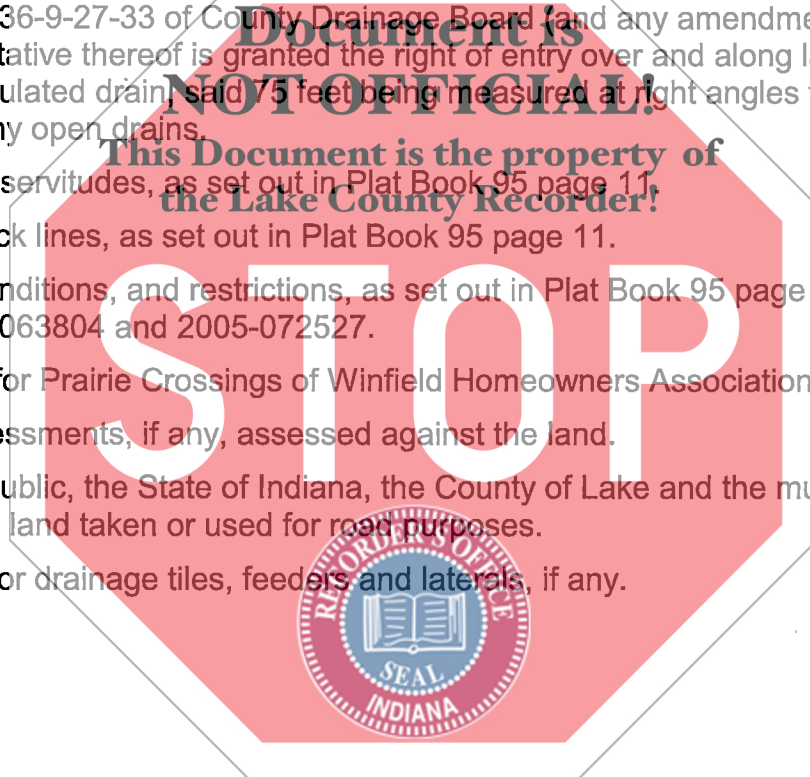 36-9-27-33 of County Drainage Board (and any amendme
Document is
tative thereof is granted the right of entry over and along l
NOT OFFICIAL!
ulated drain, said 75 feet being measured at right angles
ny open drains.
This Document is the property of
servitudes, as set out in Plat Book 95 page 11.
the Lake County Recorder!
ck lines, as set out in Plat Book 95 page 11.
nditions, and restrictions, as set out in Plat Book 95 page
063804 and 2005-072527.
STOP
for Prairie Crossings of Winfield Homeowners Association
essments, if any, assessed against the land.
ublic, the State of Indiana, the County of Lake and the mu
land taken or used for road purposes.
or drainage tiles, feeders and laterals, if any.
RECORDER'S OFFICE
SEAL
INDIANA